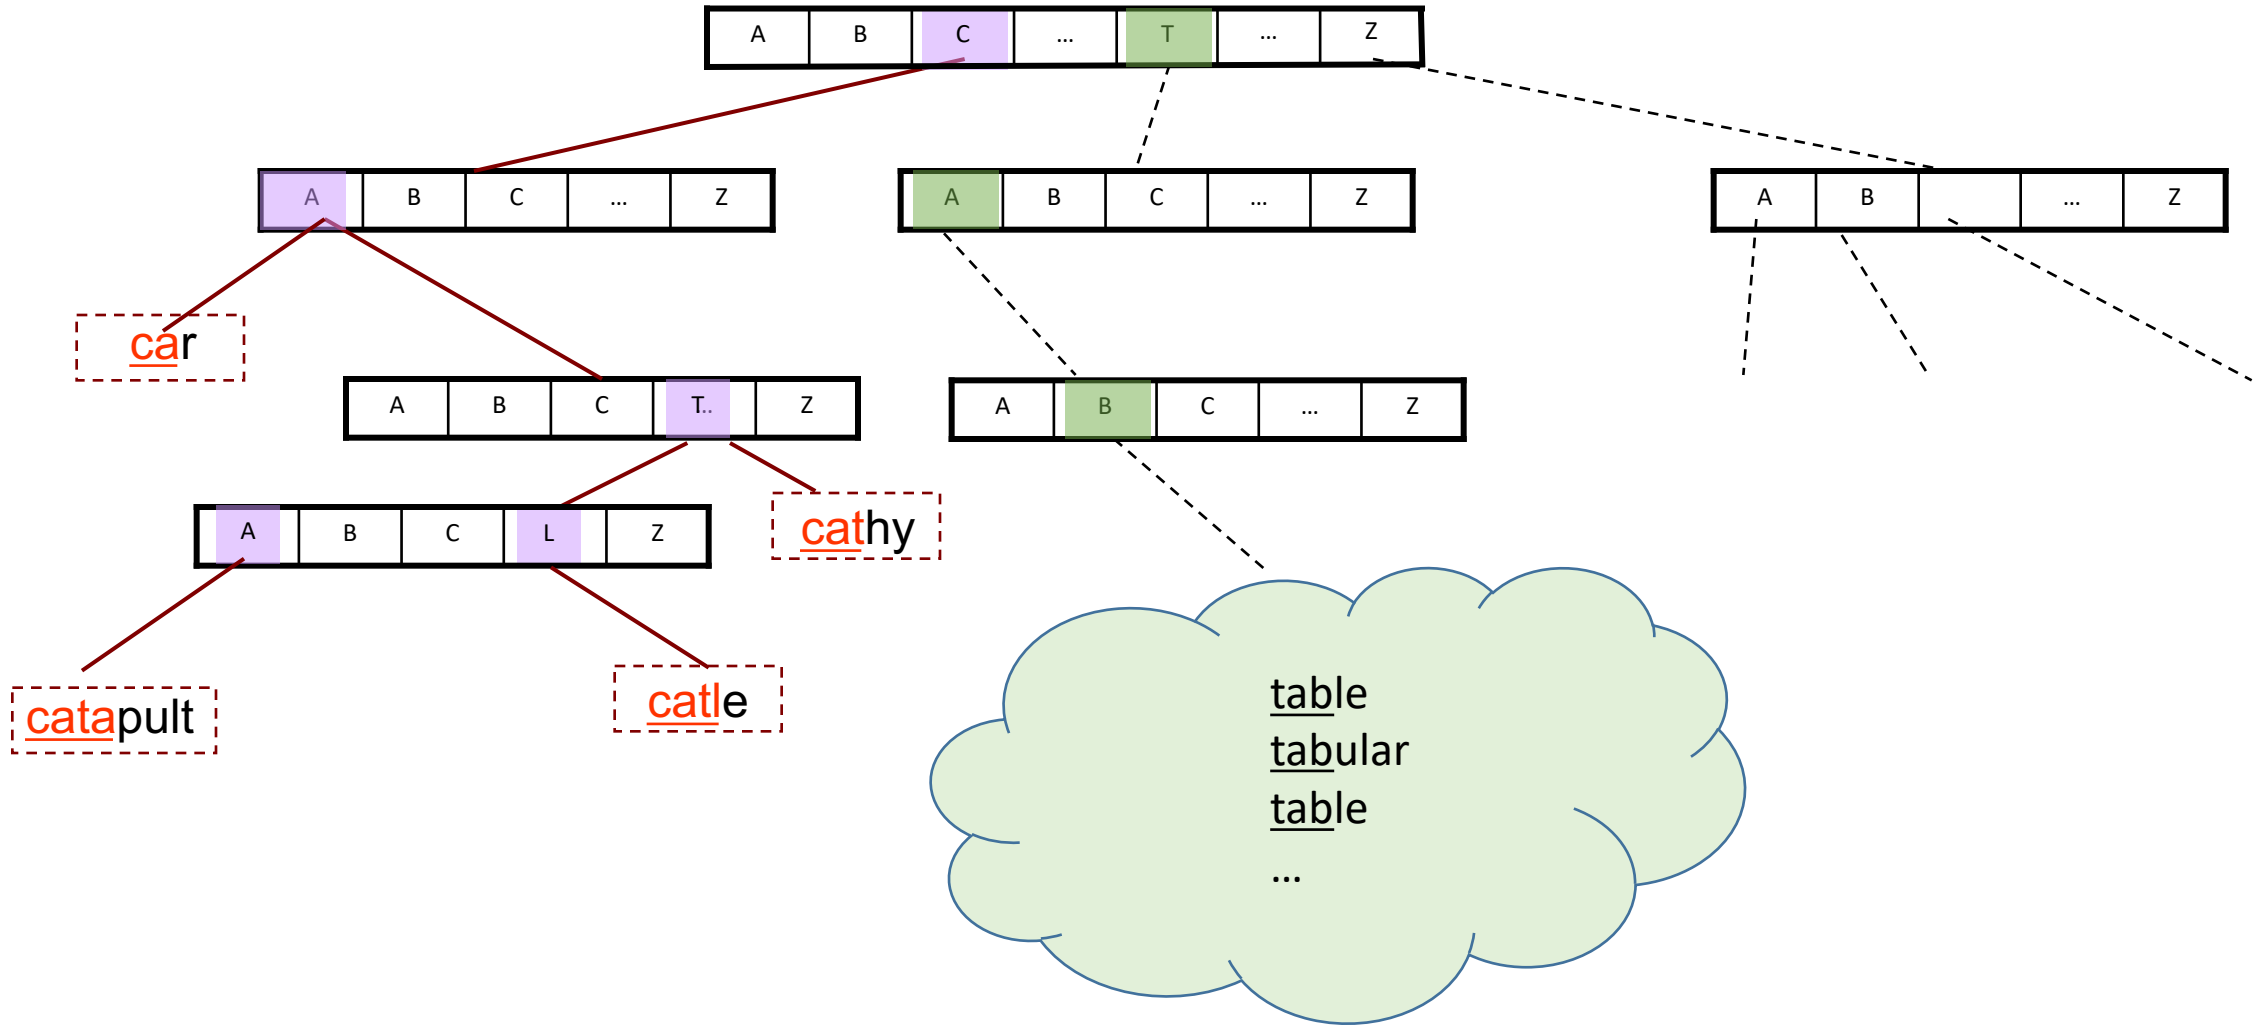 A B C ... T ... Z
A B C ... Z
A B C ... Z
A B ... Z
car
A B C T.. Z
A B C ... Z
A B C L Z
cathy
catapult
catle
table
tabular
table
...